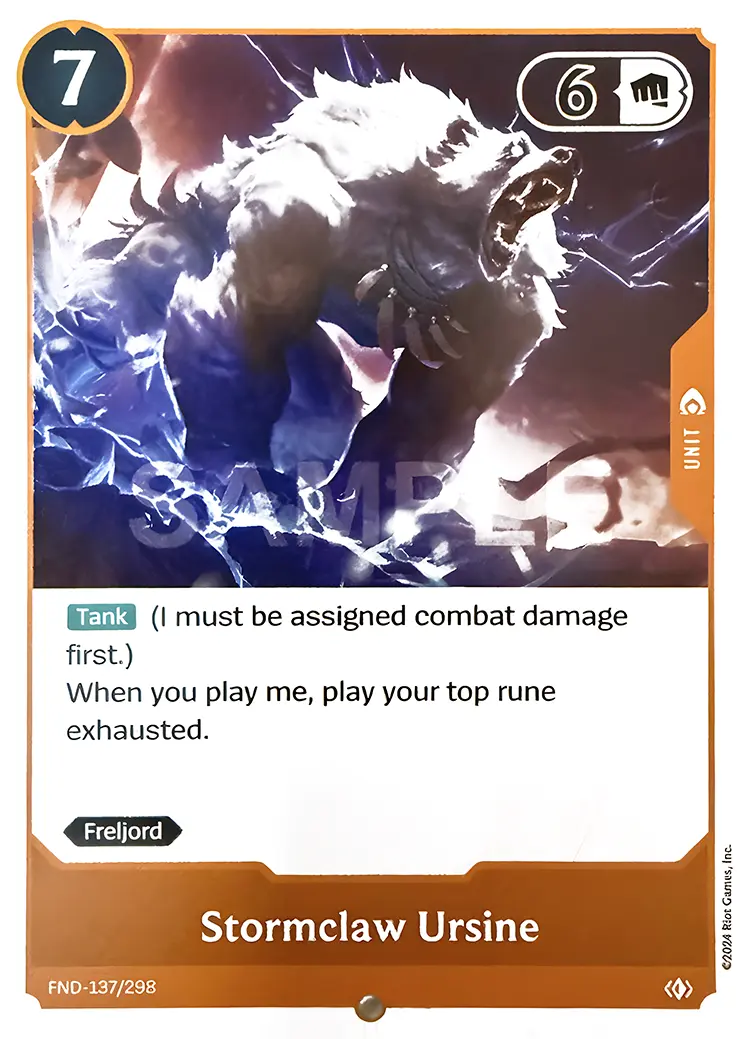 7
6
UNIT
SAMPLE
Tank (I must be assigned combat damage
first.)
When you play me, play your top rune
exhausted.
Freljord
Stormclaw Ursine
FND-137/298
©2024 Riot Games, Inc.